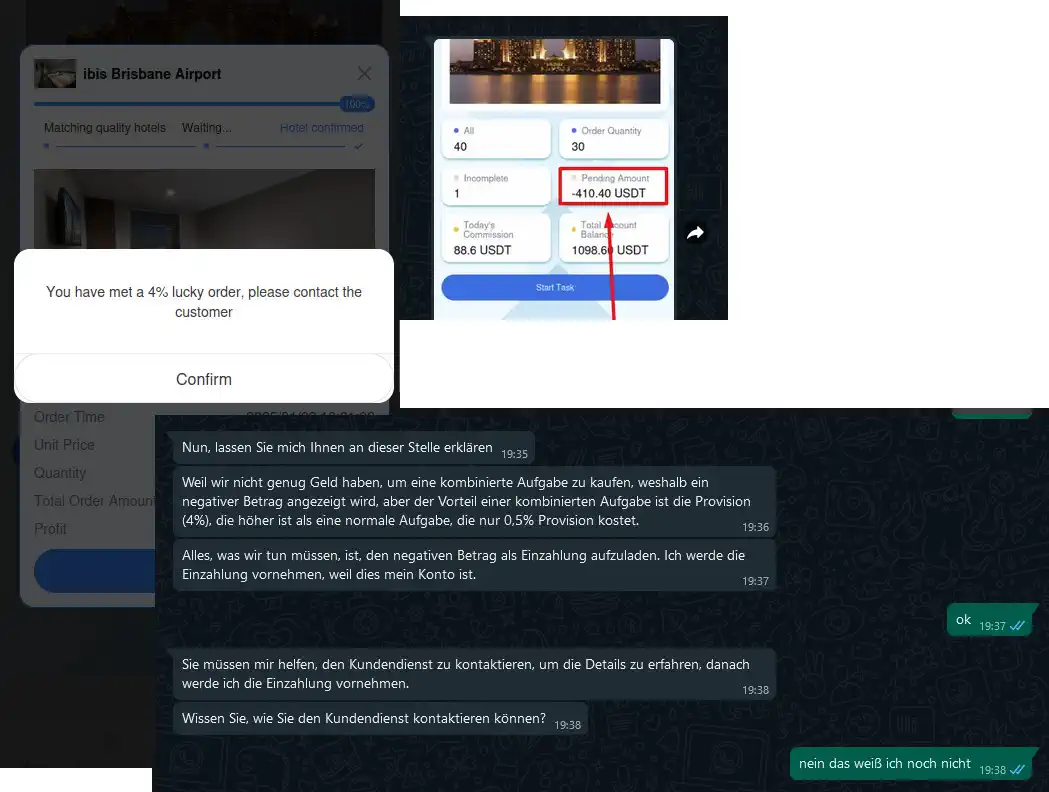 ibis Brisbane Airport
100%
Matching quality hotels Waiting... Hotel confirmed
You have met a 4% lucky order, please contact the
customer
Confirm
Order Time
Unit Price
Quantity
Total Order Amount
Profit
All
40
Order Quantity
30
Incomplete
1
Pending Amount
-410.40 USDT
Today's
Commission
88.6 USDT
Total Account
Balance
1098.60 USDT
Start Task
Nun, lassen Sie mich Ihnen an dieser Stelle erklären 19:35
Weil wir nicht genug Geld haben, um eine kombinierte Aufgabe zu kaufen, weshalb ein
negativer Betrag angezeigt wird, aber der Vorteil einer kombinierten Aufgabe ist die Provision
(4%), die höher ist als eine normale Aufgabe, die nur 0,5% Provision kostet.
19:36
Alles, was wir tun müssen, ist, den negativen Betrag als Einzahlung aufzuladen. Ich werde die
Einzahlung vornehmen, weil dies mein Konto ist.
19:37
ok 19:37
Sie müssen mir helfen, den Kundendienst zu kontaktieren, um die Details zu erfahren, danach
werde ich die Einzahlung vornehmen.
19:38
Wissen Sie, wie Sie den Kundendienst kontaktieren können? 19:38
nein das weiß ich noch nicht 19:38